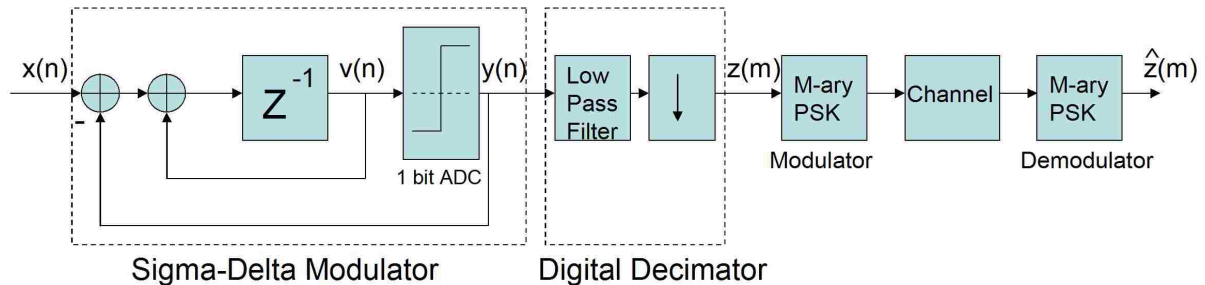 x(n)
-
Z
-1
v(n)
y(n)
1 bit ADC
Sigma-Delta Modulator
Low
Pass
Filter
Digital Decimator
z(m)
M-ary
PSK
Modulator
Channel
M-ary
PSK
Demodulator
ẑ(m)